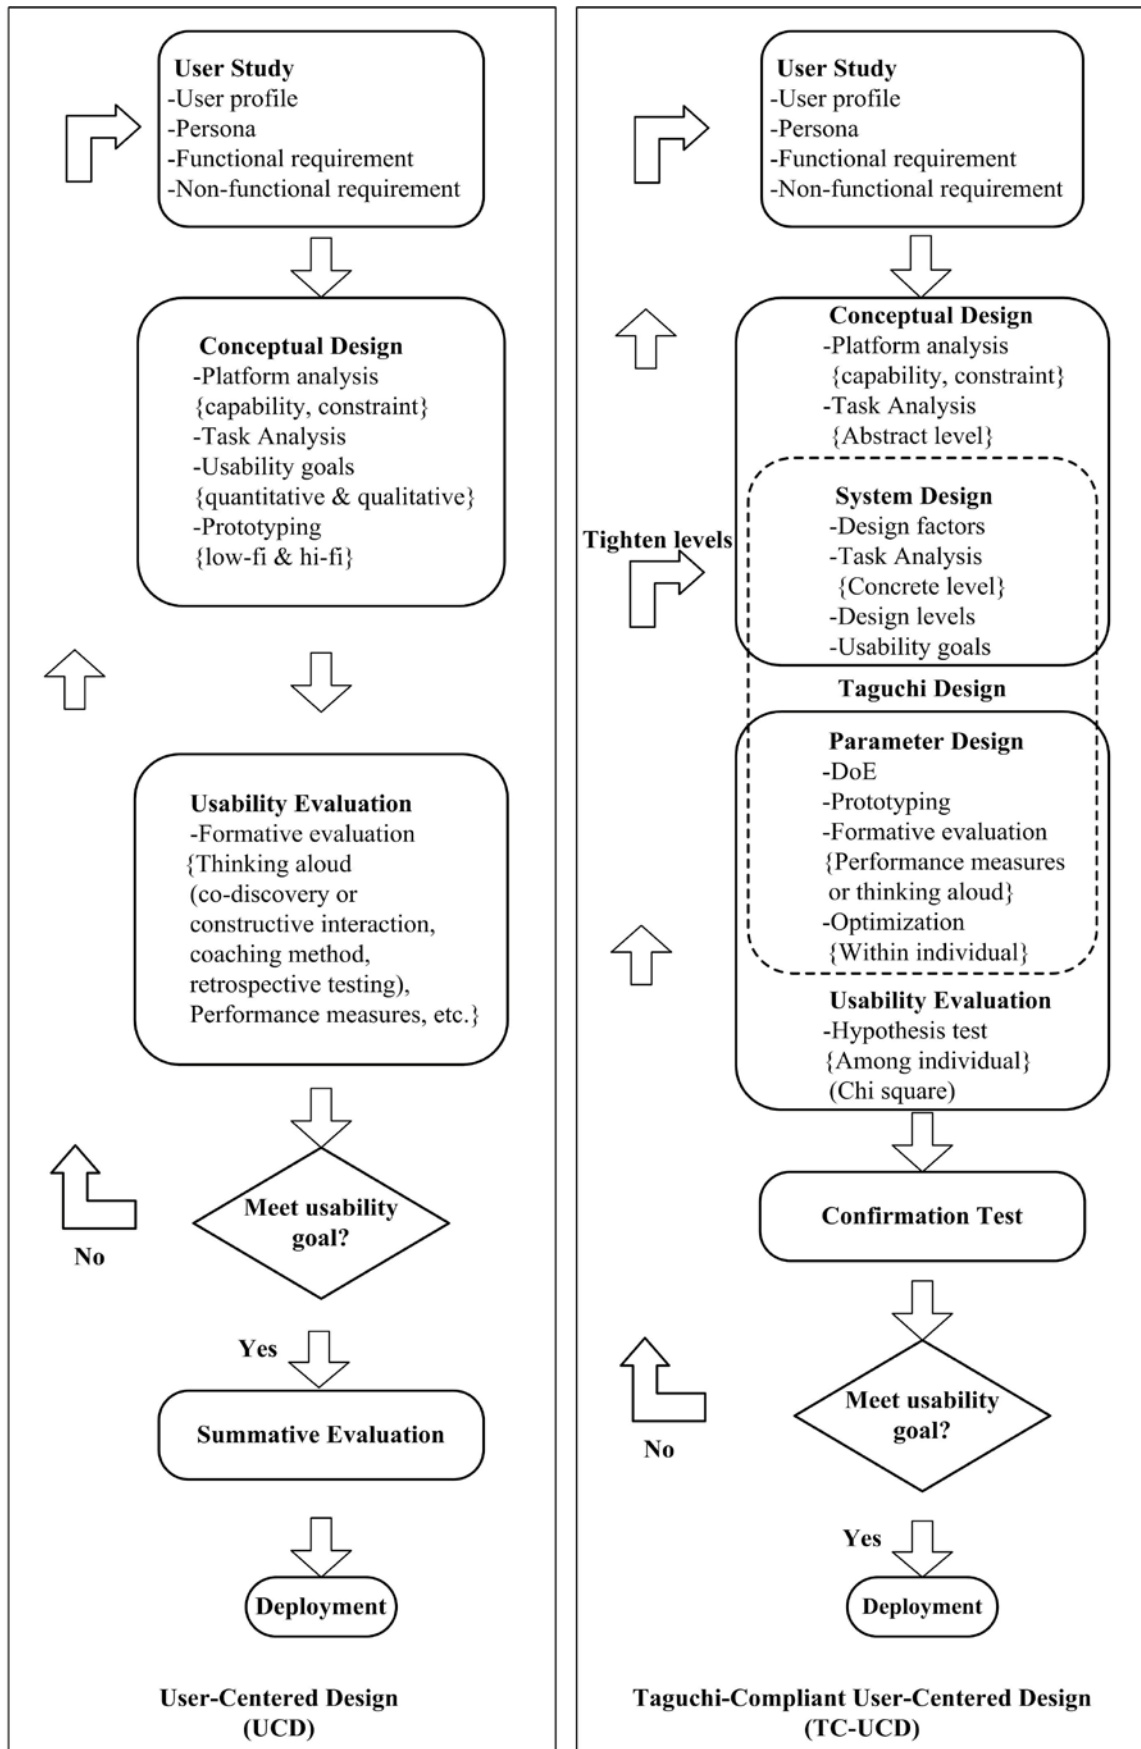 User Study
-User profile
-Persona
-Functional requirement
-Non-functional requirement
Conceptual Design
-Platform analysis
{capability, constraint}
-Task Analysis
-Usability goals
{quantitative & qualitative}
-Prototyping
{low-fi & hi-fi}
Usability Evaluation
-Formative evaluation
{Thinking aloud
(co-discovery or
constructive interaction,
coaching method,
retrospective testing),
Performance measures, etc.}
Meet usability
goal?
No
Yes
Summative Evaluation
Deployment
User-Centered Design
(UCD)
User Study
-User profile
-Persona
-Functional requirement
-Non-functional requirement
Conceptual Design
-Platform analysis
{capability, constraint}
-Task Analysis
{Abstract level}
System Design
-Design factors
Tighten levels
-Task Analysis
{Concrete level}
-Design levels
-Usability goals
Taguchi Design
Parameter Design
-DoE
-Prototyping
-Formative evaluation
{Performance measures
or thinking aloud}
-Optimization
{Within individual}
Usability Evaluation
-Hypothesis test
{Among individual}
(Chi square)
Confirmation Test
Meet usability
goal?
No
Yes
Deployment
Taguchi-Compliant User-Centered Design
(TC-UCD)